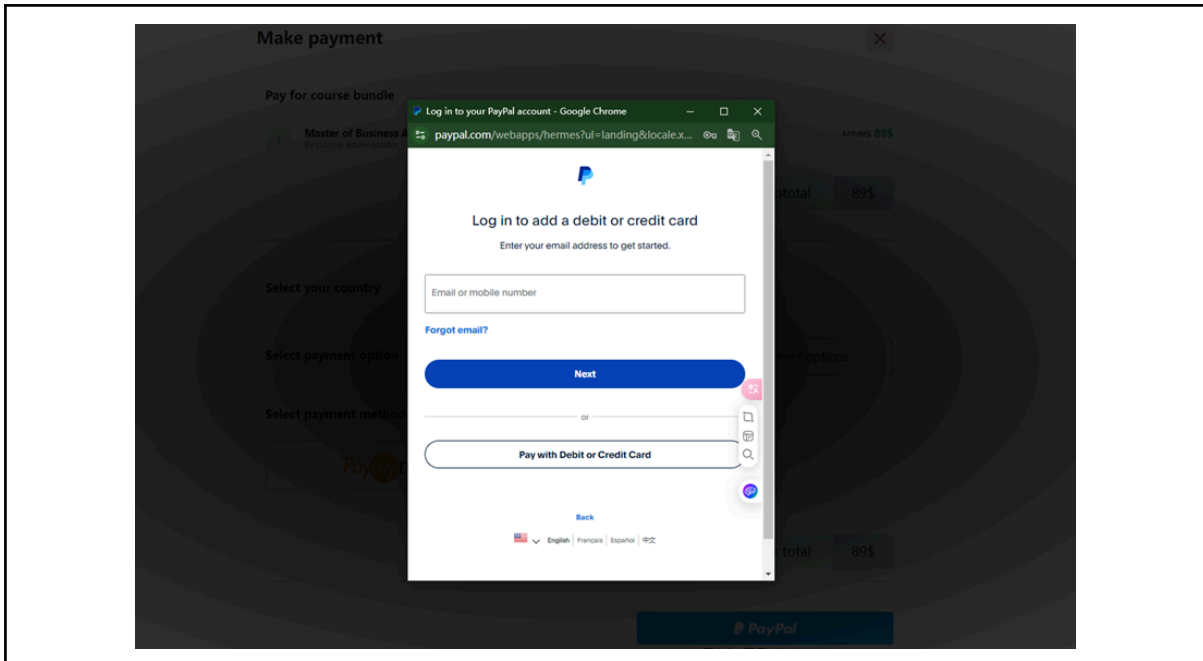 Make payment
Pay for course bundle
1
Master of Business A
by Course Administrator
89$
total 89$
Select your country
Select payment option
ment options
Select payment method
Pay
total 89$
PayPal
Log in to your PayPal account - Google Chrome
paypal.com/webapps/hermes?ul=landing&locale.x...
Log in to add a debit or credit card
Enter your email address to get started.
Email or mobile number
Forgot email?
Next
or
Pay with Debit or Credit Card
Back
English Français Español 中文